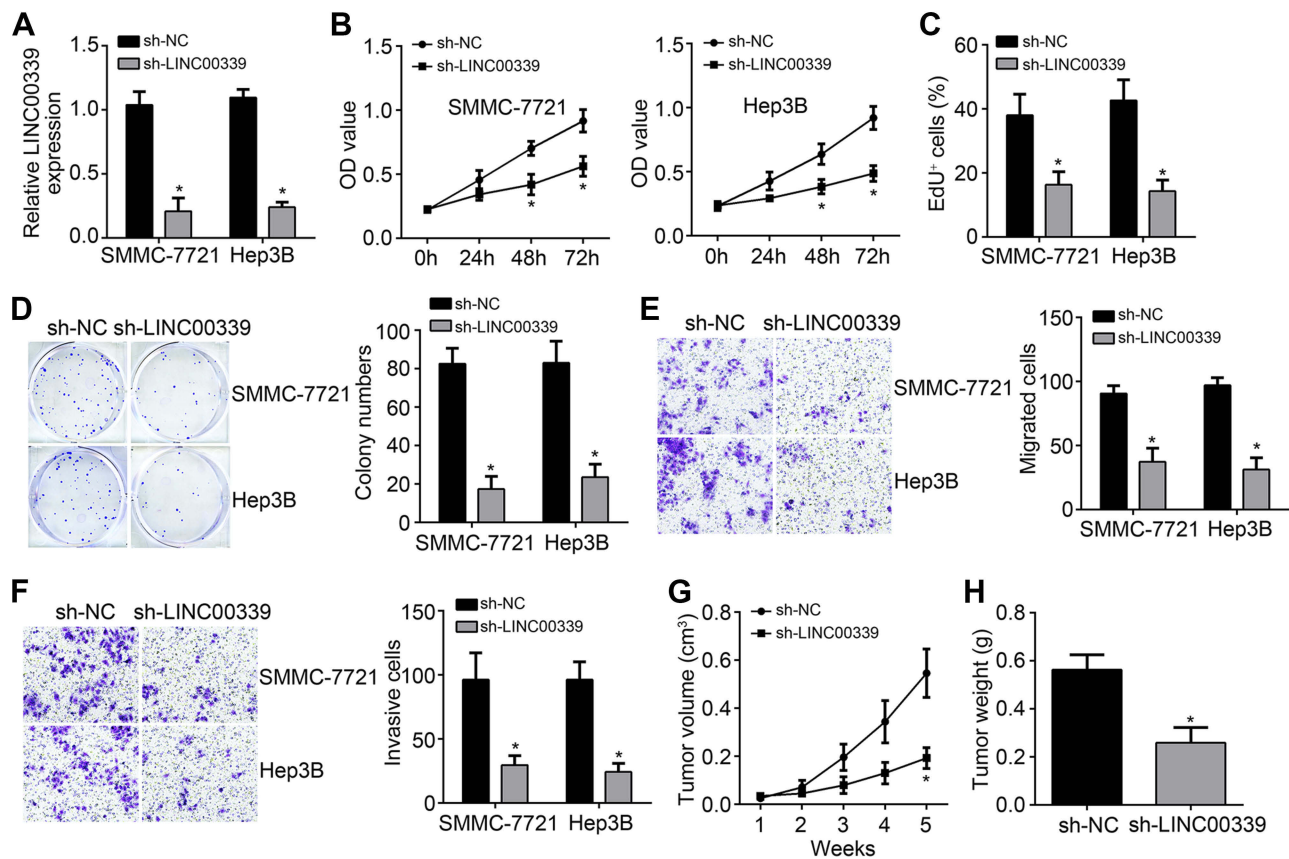 A
Relative LINC00339
expression
1.5
1.0
0.5
0.0
sh-NC
sh-LINC00339
*
*
SMMC-7721 Hep3B
B
OD value
1.5
1.0
0.5
0.0
sh-NC
sh-LINC00339
SMMC-7721
*
*
0h 24h 48h 72h
OD value
1.5
1.0
0.5
0.0
sh-NC
sh-LINC00339
Hep3B
*
*
0h 24h 48h 72h
C
EdU+ cells (%)
60
40
20
0
sh-NC
sh-LINC00339
*
*
SMMC-7721 Hep3B
D
sh-NC sh-LINC00339
SMMC-7721
Hep3B
Colony numbers
100
80
60
40
20
0
sh-NC
sh-LINC00339
*
*
SMMC-7721 Hep3B
E
sh-NC sh-LINC00339
SMMC-7721
Hep3B
Migrated cells
150
100
50
0
sh-NC
sh-LINC00339
*
*
SMMC-7721 Hep3B
F
sh-NC sh-LINC00339
SMMC-7721
Hep3B
Invasive cells
150
100
50
0
sh-NC
sh-LINC00339
*
*
SMMC-7721 Hep3B
G
Tumor volume (cm³)
0.8
0.6
0.4
0.2
0.0
sh-NC
sh-LINC00339
*
1 2 3 4 5
Weeks
H
Tumor weight (g)
0.8
0.6
0.4
0.2
0.0
*
sh-NC sh-LINC00339